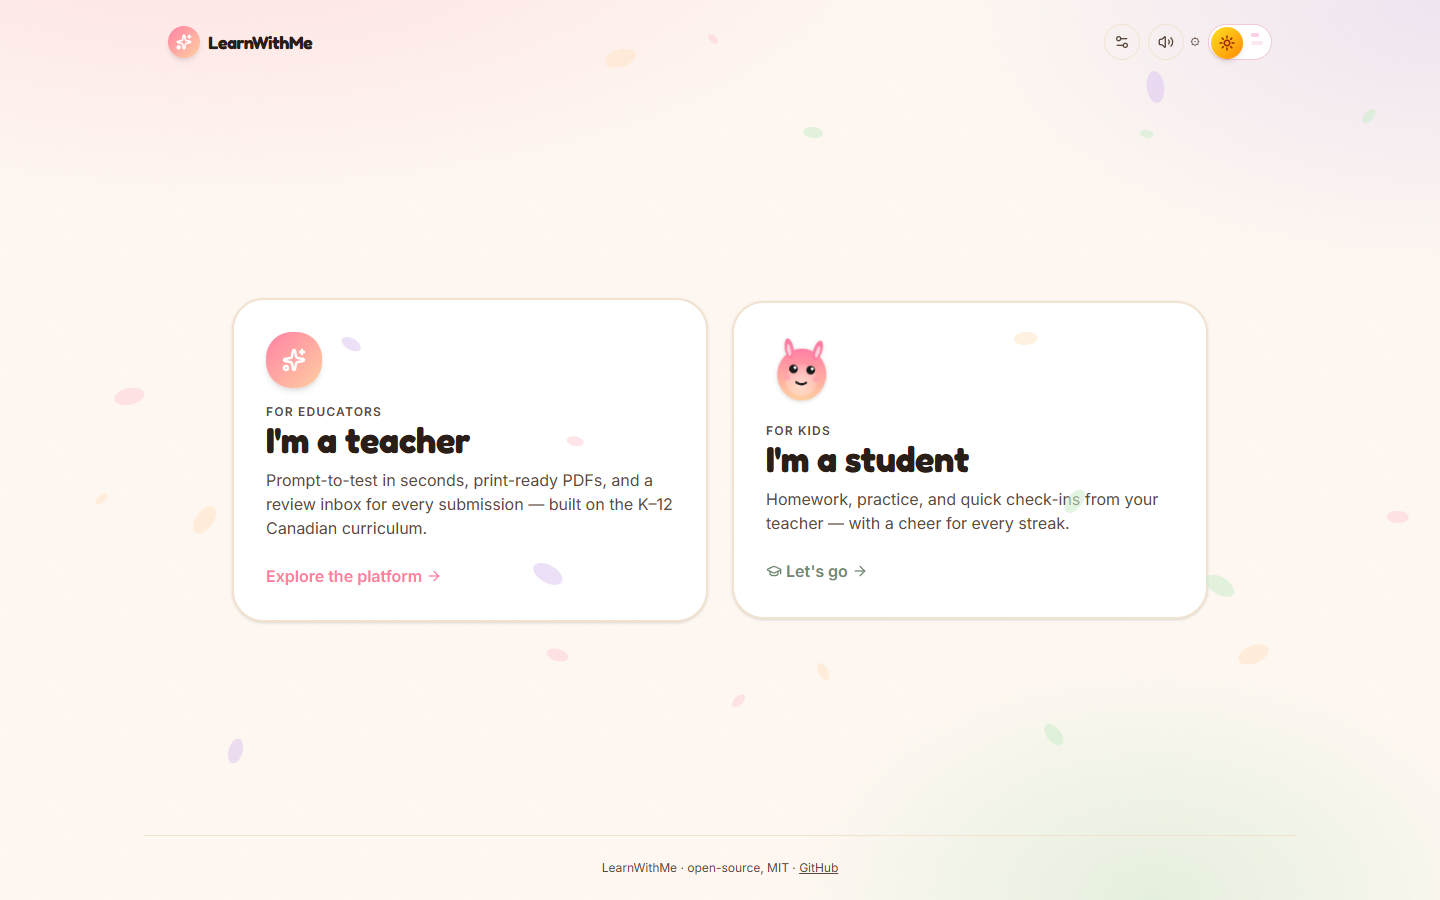 LearnWithMe
FOR EDUCATORS
I'm a teacher
Prompt-to-test in seconds, print-ready PDFs, and a
review inbox for every submission — built on the K–12
Canadian curriculum.
Explore the platform →
FOR KIDS
I'm a student
Homework, practice, and quick check-ins from your
teacher — with a cheer for every streak.
Let's go →
LearnWithMe · open-source, MIT · GitHub